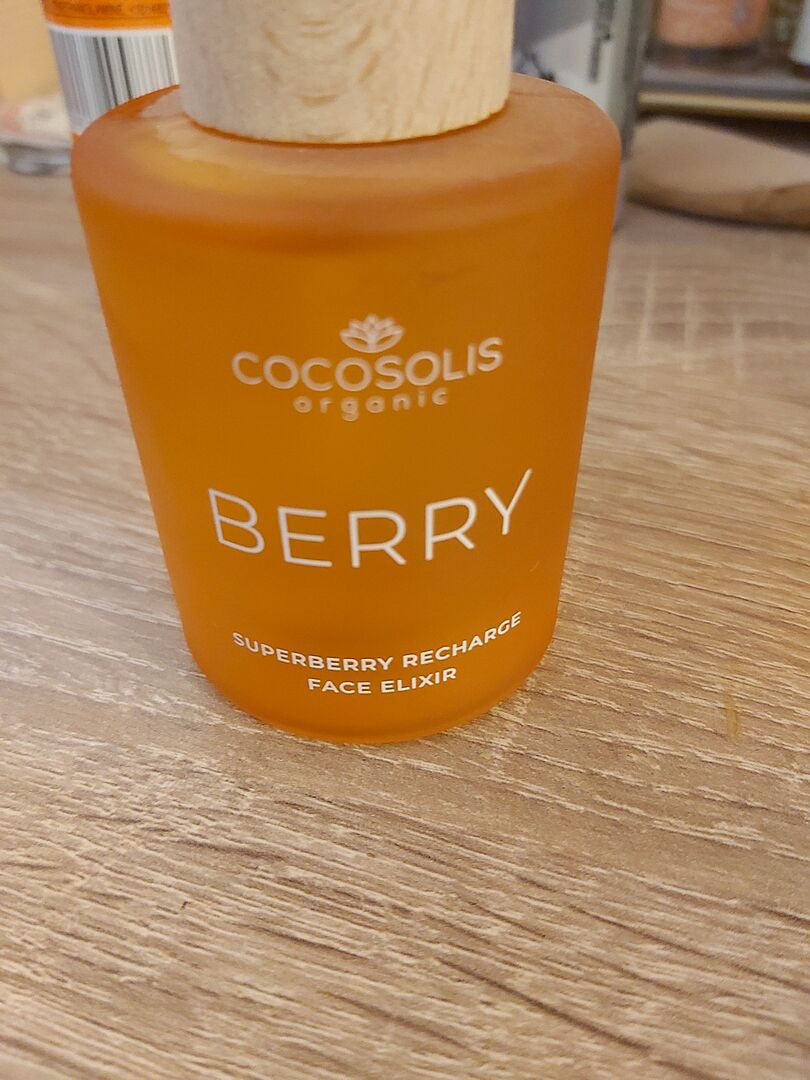 COCOSOLIS
organic
BERRY
SUPERBERRY RECHARGE
FACE ELIXIR